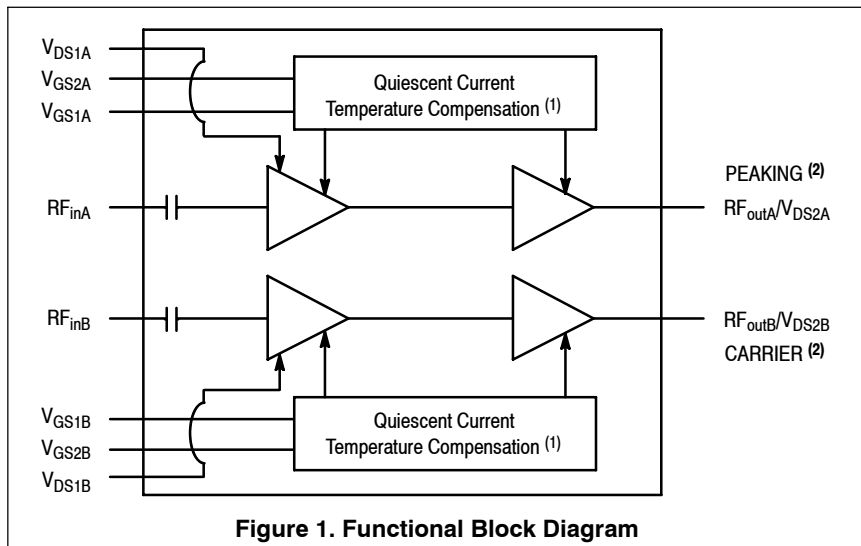 V_DS1A
V_GS2A
V_GS1A
Quiescent Current
Temperature Compensation (1)
PEAKING (2)
RF_inA
RF_outA/V_DS2A
RF_inB
RF_outB/V_DS2B
CARRIER (2)
V_GS1B
V_GS2B
V_DS1B
Quiescent Current
Temperature Compensation (1)
Figure 1. Functional Block Diagram